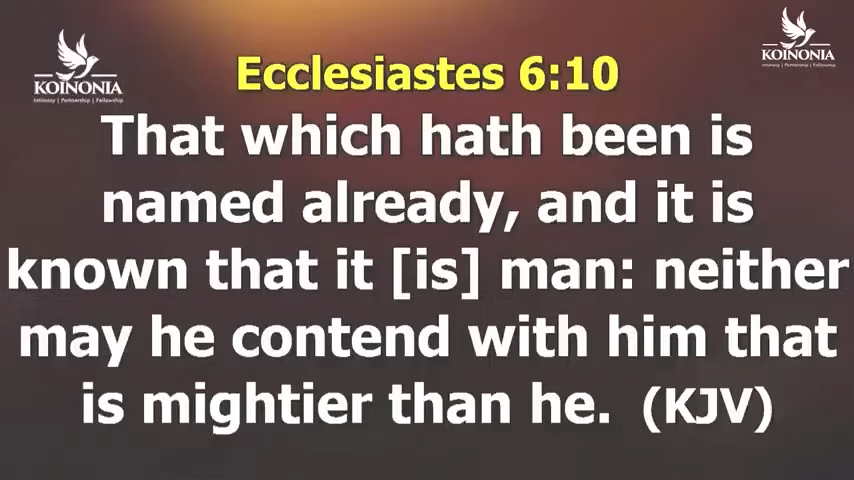 KOINONIA
Intimacy | Partnership | Fellowship
KOINONIA
Intimacy | Partnership | Fellowship
Ecclesiastes 6:10
That which hath been is
named already, and it is
known that it [is] man: neither
may he contend with him that
is mightier than he. (KJV)